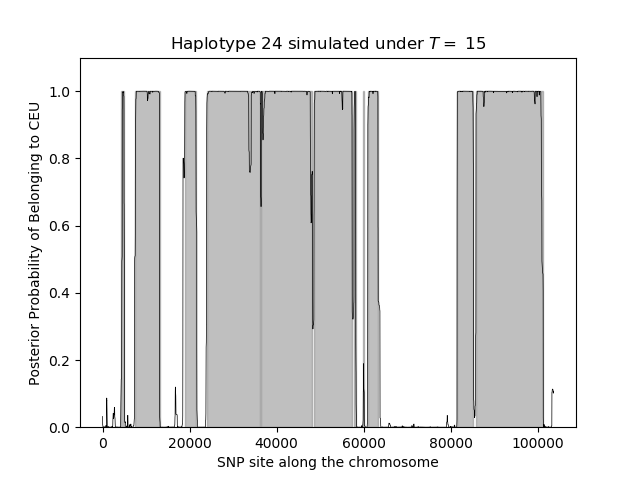 Haplotype 24 simulated under T = 15
Posterior Probability of Belonging to CEU
1.0
0.8
0.6
0.4
0.2
0.0
0 20000 40000 60000 80000 100000
SNP site along the chromosome